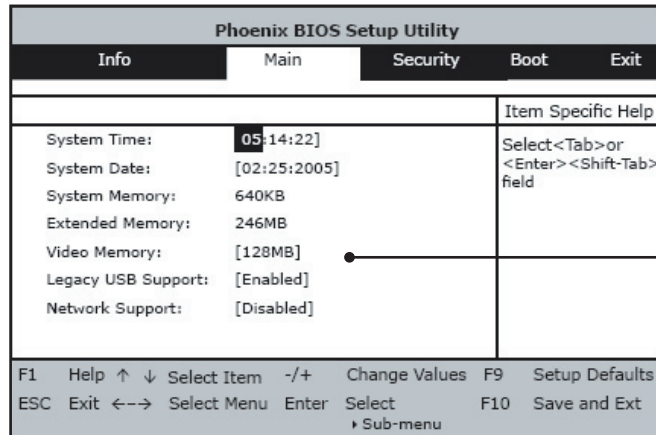 Phoenix BIOS Setup Utility
Info Main Security Boot Exit
Item Specific Help
System Time: 05:14:22]
System Date: [02:25:2005]
System Memory: 640KB
Extended Memory: 246MB
Video Memory: [128MB]
Legacy USB Support: [Enabled]
Network Support: [Disabled]
Select<Tab>or
<Enter><Shift-Tab>
field
F1 Help ↑ ↓ Select Item -/+ Change Values F9 Setup Defaults
ESC Exit ←-→ Select Menu Enter Select F10 Save and Ext
▸ Sub-menu